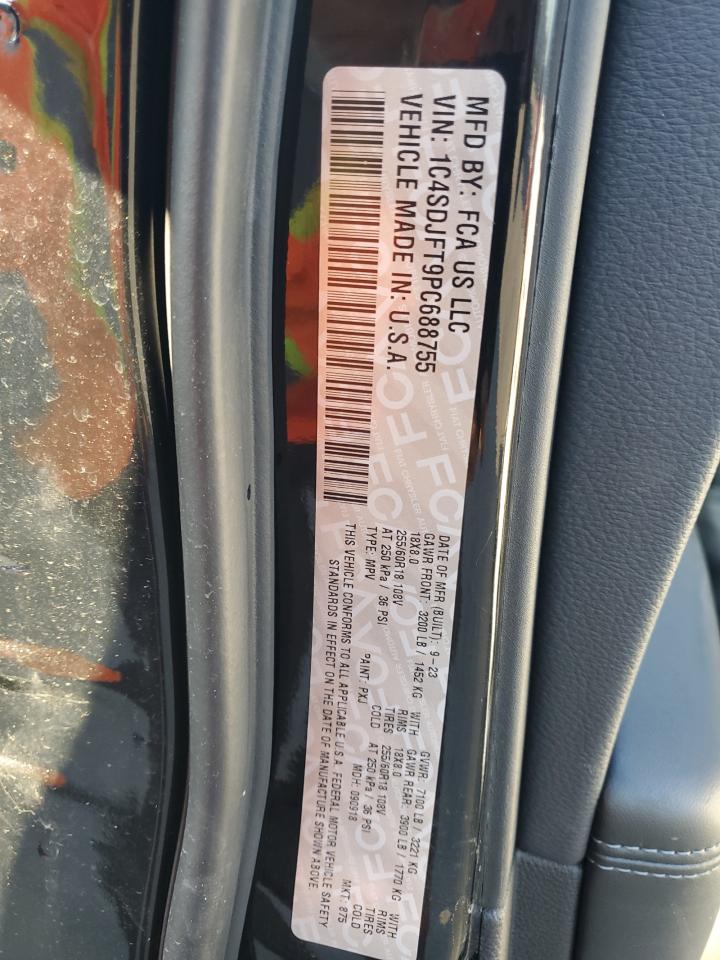 MFD BY: FCA US LLC
VIN: 1C4SDJFT9PC688755
VEHICLE MADE IN: U.S.A.
DATE OF MFR (BUILT): 9-23 GVWR: 7100 LB / 3221 KG
GAWR FRONT: 3200 LB / 1452 KG WITH GAWR REAR: 3900 LB / 1770 KG WITH
18X8.0 RIMS 18X8.0 RIMS
255/60R18 108V TIRES 255/60R18 108V TIRES
AT 250 kPa / 36 PSI COLD AT 250 kPa / 36 PSI COLD
TYPE: MPV PAINT: PXJ MDH: 090918 MKT: 875
THIS VEHICLE CONFORMS TO ALL APPLICABLE U.S.A. FEDERAL MOTOR VEHICLE SAFETY
STANDARDS IN EFFECT ON THE DATE OF MANUFACTURE SHOWN ABOVE.